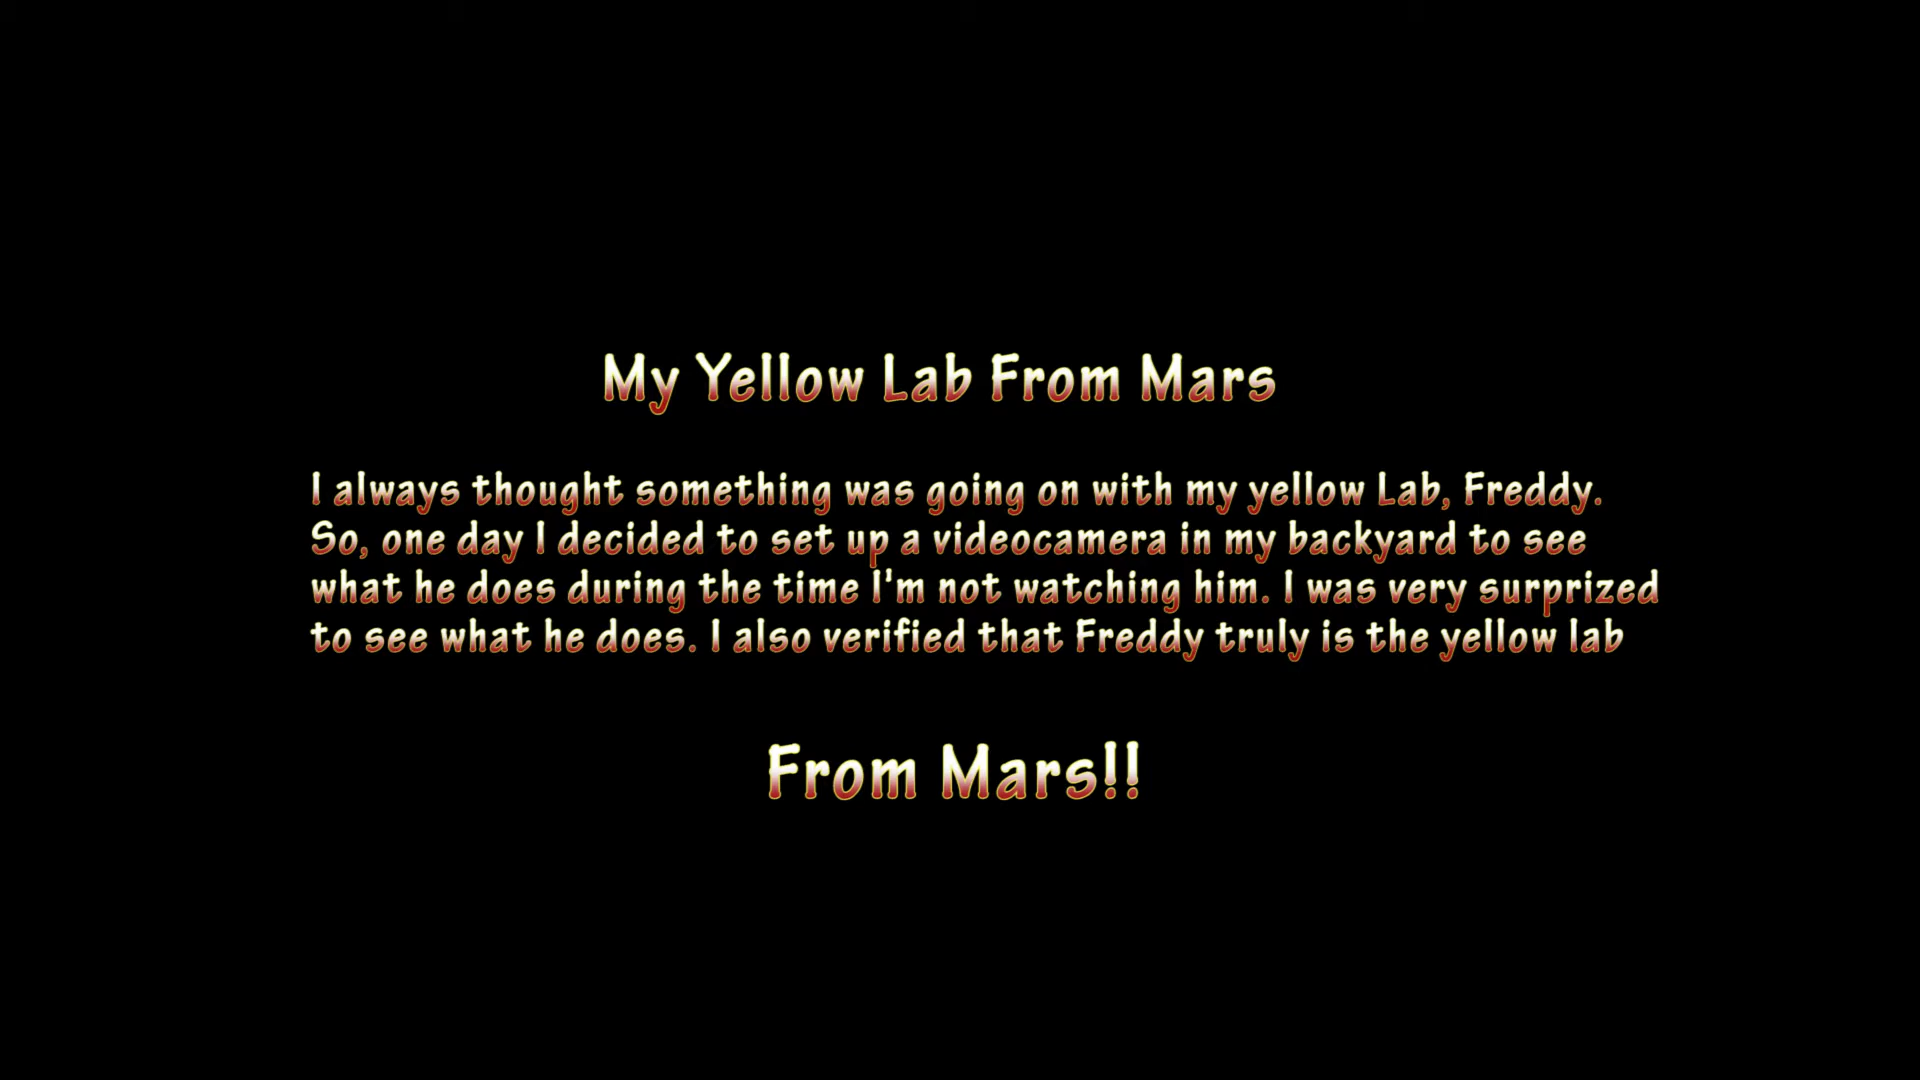 My Yellow Lab From Mars
I always thought something was going on with my yellow Lab, Freddy.
So, one day I decided to set up a videocamera in my backyard to see
what he does during the time I'm not watching him. I was very surprized
to see what he does. I also verified that Freddy truly is the yellow lab
From Mars!!